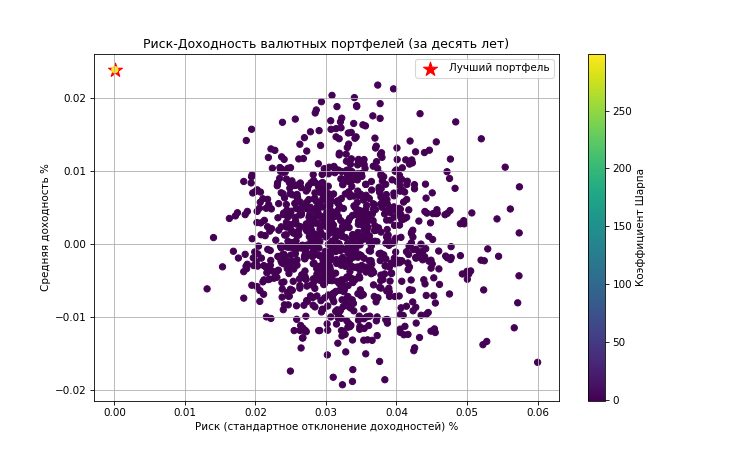 Риск-Доходность валютных портфелей (за десять лет)
Лучший портфель
Средняя доходность %
0.02
0.01
0.00
−0.01
−0.02
0.00 0.01 0.02 0.03 0.04 0.05 0.06
Риск (стандартное отклонение доходностей) %
250
200
150
100
50
0
Коэффициент Шарпа